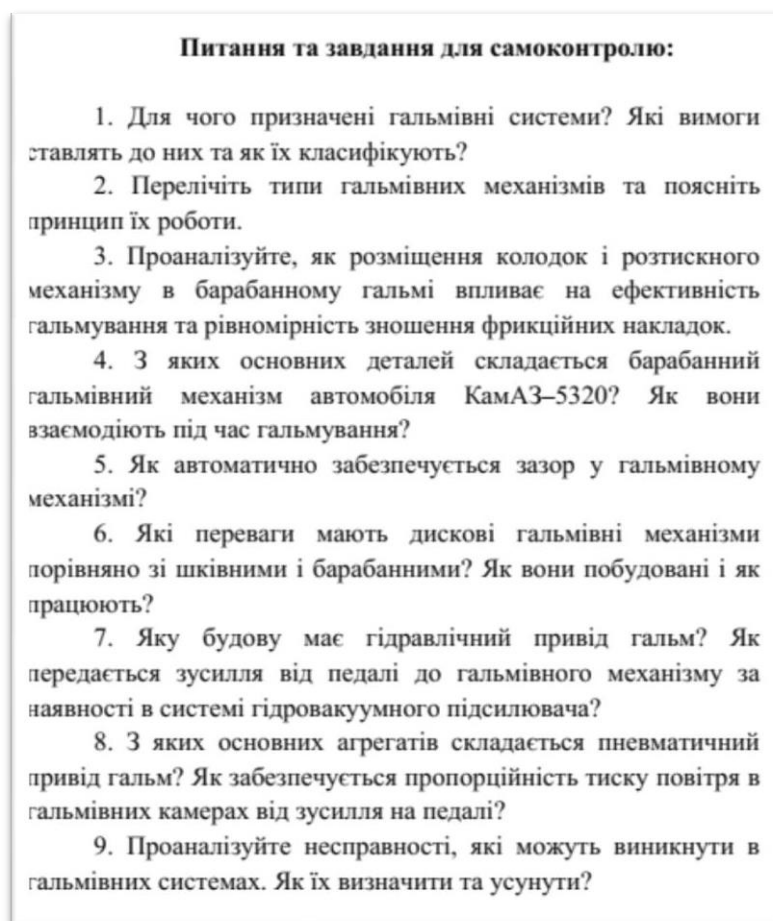 Питання та завдання для самоконтролю:
1. Для чого призначені гальмівні системи? Які вимоги
ставлять до них та як їх класифікують?
2. Перелічіть типи гальмівних механізмів та поясніть
принцип їх роботи.
3. Проаналізуйте, як розміщення колодок і розтискного
механізму в барабанному гальмі впливає на ефективність
гальмування та рівномірність зношення фрикційних накладок.
4. З яких основних деталей складається барабанний
гальмівний механізм автомобіля КамАЗ–5320? Як вони
взаємодіють під час гальмування?
5. Як автоматично забезпечується зазор у гальмівному
механізмі?
6. Які переваги мають дискові гальмівні механізми
порівняно зі шківними і барабанними? Як вони побудовані і як
працюють?
7. Яку будову має гідравлічний привід гальм? Як
передається зусилля від педалі до гальмівного механізму за
наявності в системі гідровакуумного підсилювача?
8. З яких основних агрегатів складається пневматичний
привід гальм? Як забезпечується пропорційність тиску повітря в
гальмівних камерах від зусилля на педалі?
9. Проаналізуйте несправності, які можуть виникнути в
гальмівних системах. Як їх визначити та усунути?